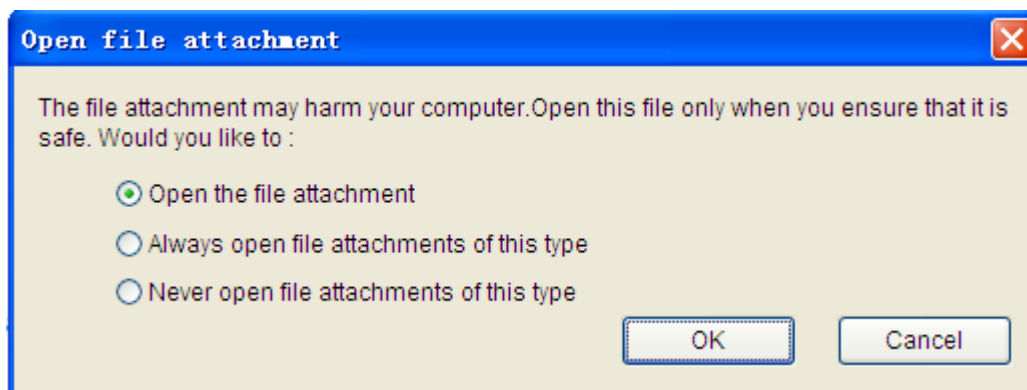 Open file attachment
The file attachment may harm your computer.Open this file only when you ensure that it is
safe. Would you like to :
Open the file attachment
Always open file attachments of this type
Never open file attachments of this type
OK Cancel